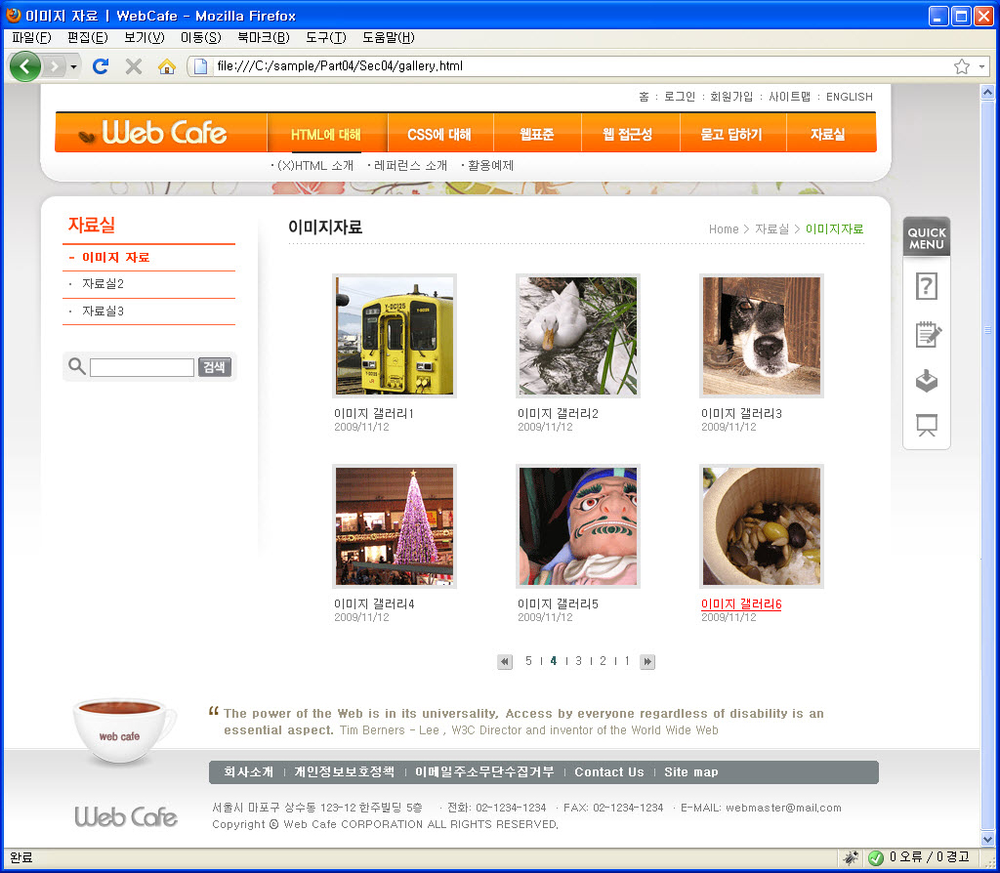 이미지 자료 | WebCafe - Mozilla Firefox
파일(F) 편집(E) 보기(V) 이동(S) 북마크(B) 도구(T) 도움말(H)
file:///C:/sample/Part04/Sec04/gallery.html
홈 : 로그인 : 회원가입 : 사이트맵 : ENGLISH
Web Cafe HTML에 대해 CSS에 대해 웹표준 웹 접근성 묻고 답하기 자료실
· (X)HTML 소개 · 레퍼런스 소개 · 활용예제
자료실
- 이미지 자료
· 자료실2
· 자료실3
검색
이미지자료
Home > 자료실 > 이미지자료
QUICK
MENU
Y-DC125
이미지 갤러리1
2009/11/12
이미지 갤러리2
2009/11/12
이미지 갤러리3
2009/11/12
이미지 갤러리4
2009/11/12
이미지 갤러리5
2009/11/12
이미지 갤러리6
2009/11/12
5 | 4 | 3 | 2 | 1
web cafe
“ The power of the Web is in its universality, Access by everyone regardless of disability is an
essential aspect. Tim Berners - Lee , W3C Director and inventor of the World Wide Web
회사소개 | 개인정보보호정책 | 이메일주소무단수집거부 | Contact Us | Site map
Web Cafe
서울시 마포구 상수동 123-12 한주빌딩 5층 · 전화: 02-1234-1234 · FAX: 02-1234-1234 · E-MAIL: webmaster@mail.com
Copyright © Web Cafe CORPORATION ALL RIGHTS RESERVED.
완료
0 오류 / 0 경고